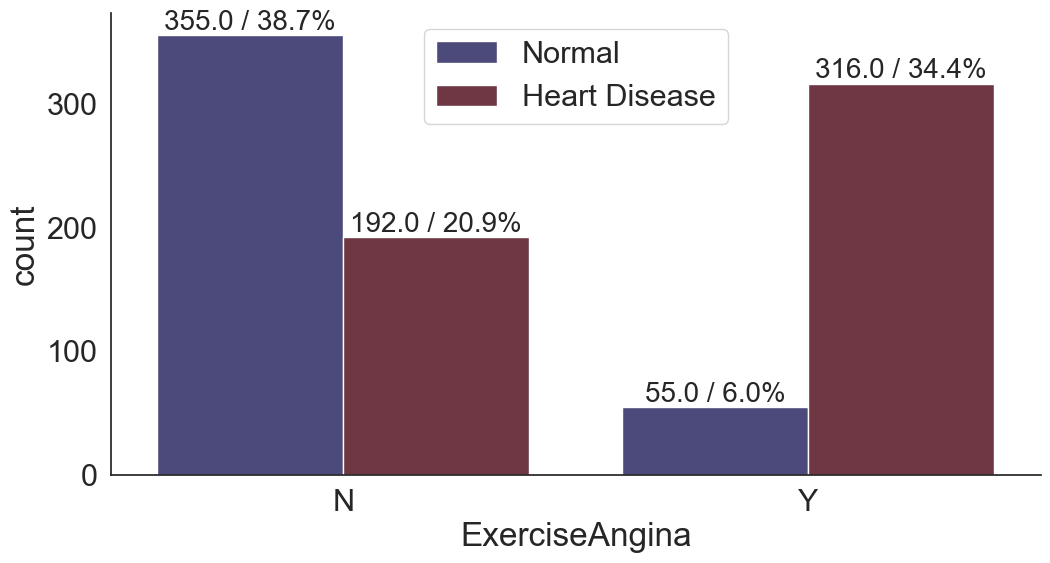 355.0 / 38.7%
Normal
Heart Disease
316.0 / 34.4%
192.0 / 20.9%
55.0 / 6.0%
300
200
100
0
count
N
Y
ExerciseAngina